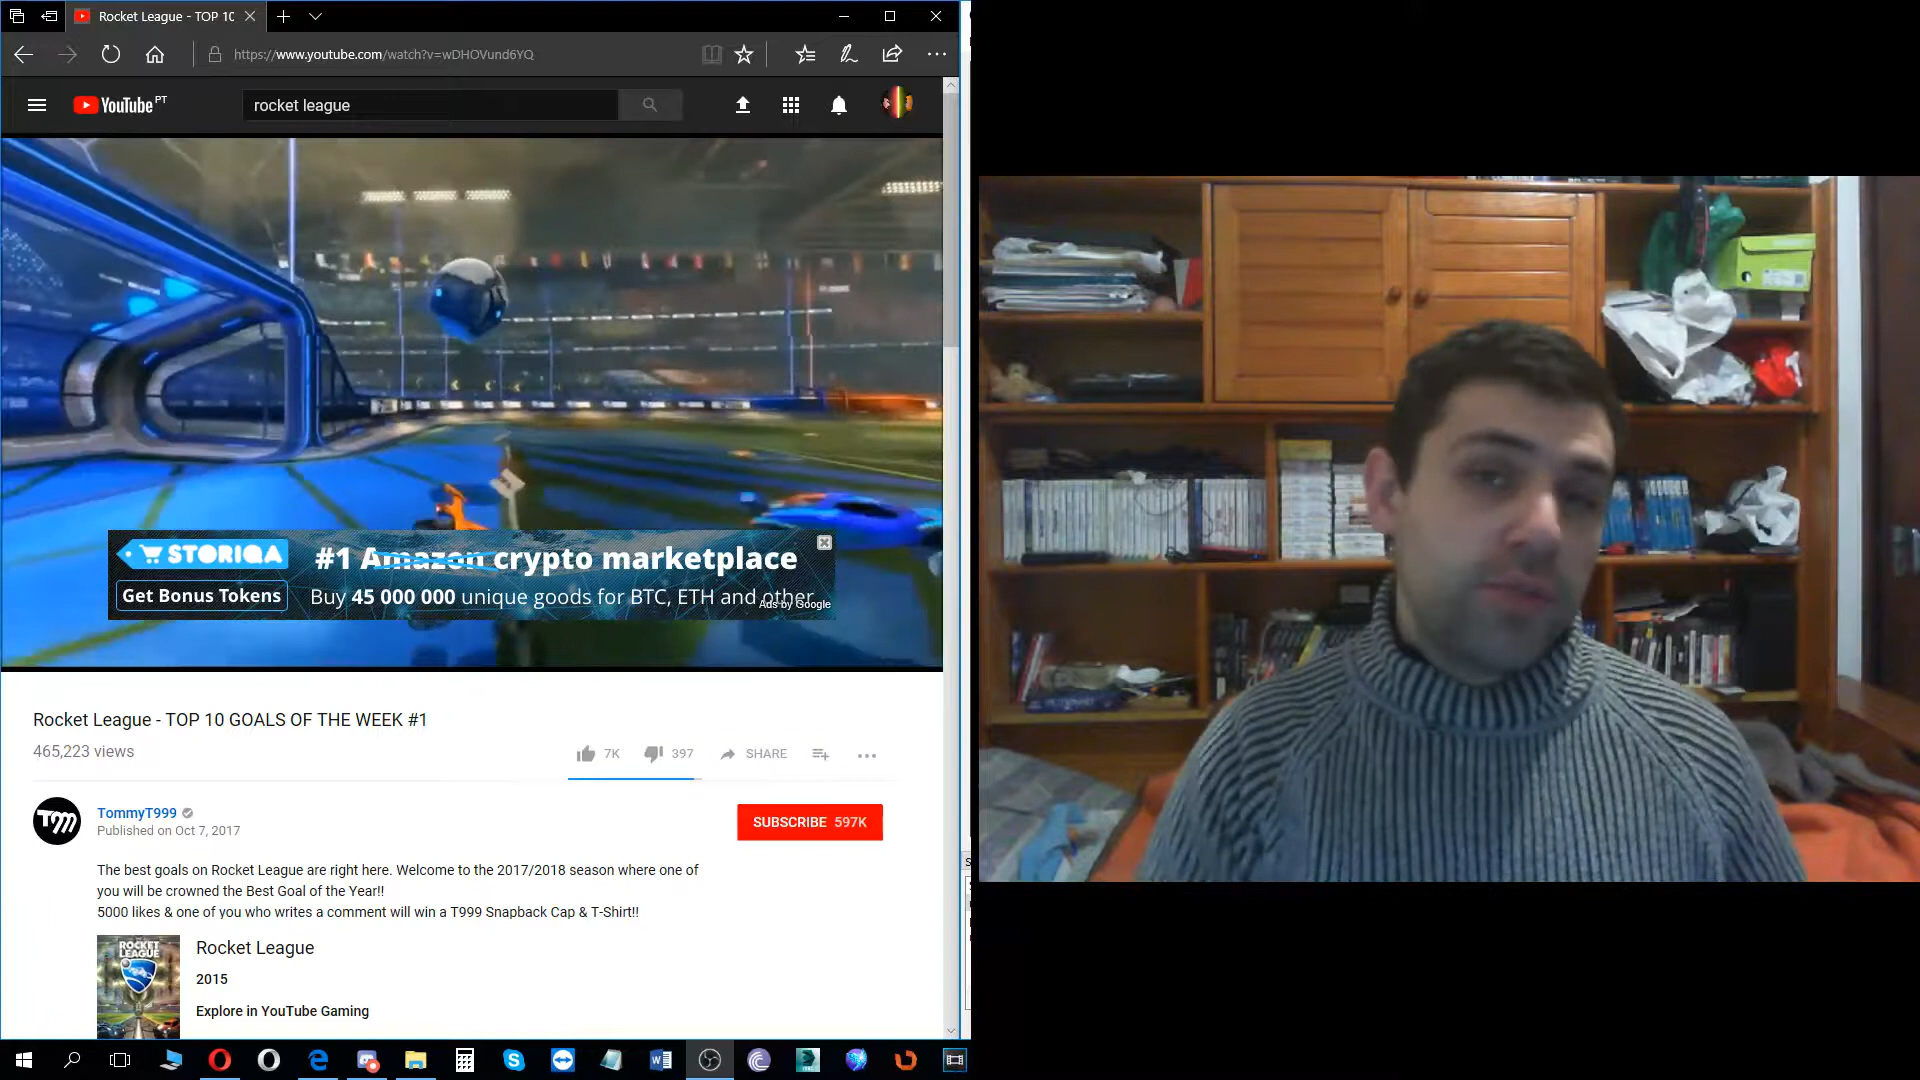 Rocket League - TOP 10
https://www.youtube.com/watch?v=wDHOVund6YQ
YouTube PT
rocket league
STORIQA
#1 Amazon crypto marketplace
Get Bonus Tokens
Buy 45 000 000 unique goods for BTC, ETH and other
Ads by Google
Rocket League - TOP 10 GOALS OF THE WEEK #1
465,223 views
7K
397
SHARE
TommyT999
Published on Oct 7, 2017
SUBSCRIBE 597K
The best goals on Rocket League are right here. Welcome to the 2017/2018 season where one of
you will be crowned the Best Goal of the Year!!
5000 likes & one of you who writes a comment will win a T999 Snapback Cap & T-Shirt!!
ROCKET
LEAGUE
Rocket League
2015
Explore in YouTube Gaming